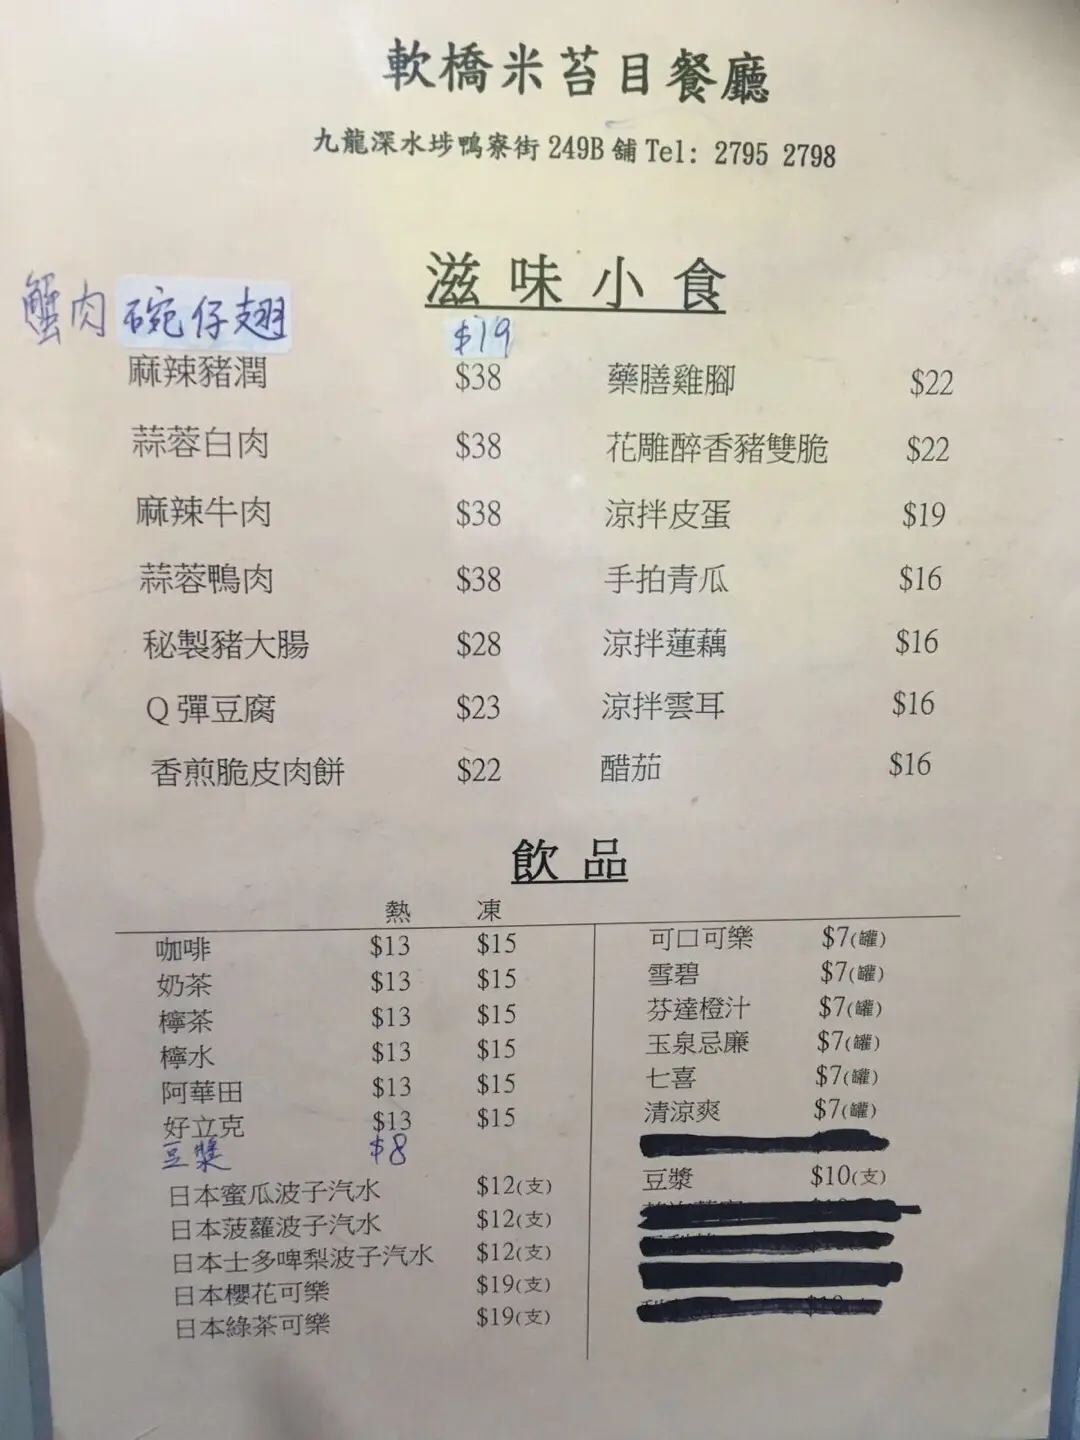 軟橋米苔目餐廳
九龍深水埗鴨寮街 249B 舖 Tel: 2795 2798
滋味小食
蟹肉碗仔翅 $19
麻辣豬潤 $38 藥膳雞腳 $22
蒜蓉白肉 $38 花雕醉香豬雙脆 $22
麻辣牛肉 $38 涼拌皮蛋 $19
蒜蓉鴨肉 $38 手拍青瓜 $16
秘製豬大腸 $28 涼拌蓮藕 $16
Q 彈豆腐 $23 涼拌雲耳 $16
香煎脆皮肉餅 $22 醋茄 $16
飲品
熱 凍
咖啡 $13 $15
奶茶 $13 $15
檸茶 $13 $15
檸水 $13 $15
阿華田 $13 $15
好立克 $13 $15
豆漿 $8
日本蜜瓜波子汽水 $12(支)
日本菠蘿波子汽水 $12(支)
日本士多啤梨波子汽水 $12(支)
日本櫻花可樂 $19(支)
日本綠茶可樂 $19(支)
可口可樂 $7(罐)
雪碧 $7(罐)
芬達橙汁 $7(罐)
玉泉忌廉 $7(罐)
七喜 $7(罐)
清涼爽 $7(罐)
豆漿 $10(支)